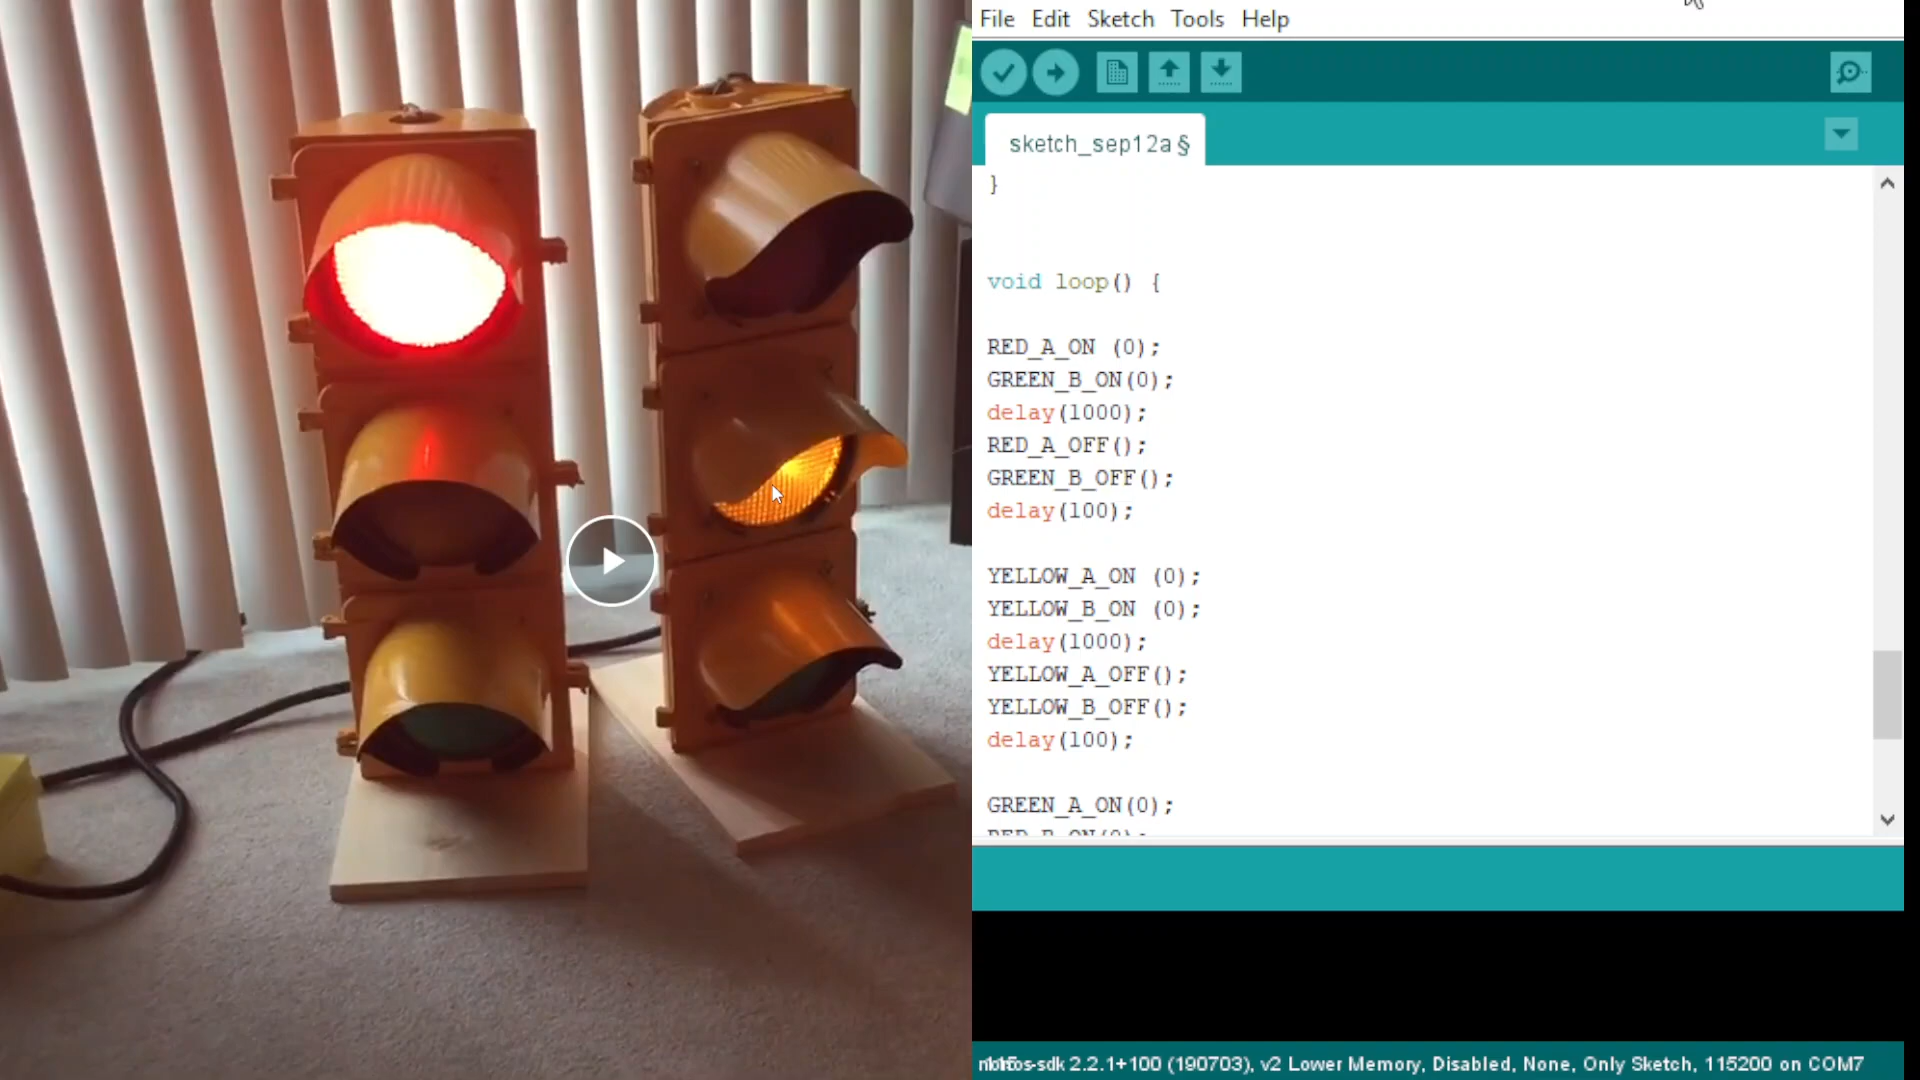 File Edit Sketch Tools Help
sketch_sep12a §
}
void loop() {
RED_A_ON (0);
GREEN_B_ON(0);
delay(1000);
RED_A_OFF();
GREEN_B_OFF();
delay(100);
YELLOW_A_ON (0);
YELLOW_B_ON (0);
delay(1000);
YELLOW_A_OFF();
YELLOW_B_OFF();
delay(100);
GREEN_A_ON(0);
RED_B_ON(0);
2.2.1+100 (190703), v2 Lower Memory, Disabled, None, Only Sketch, 115200 on COM7